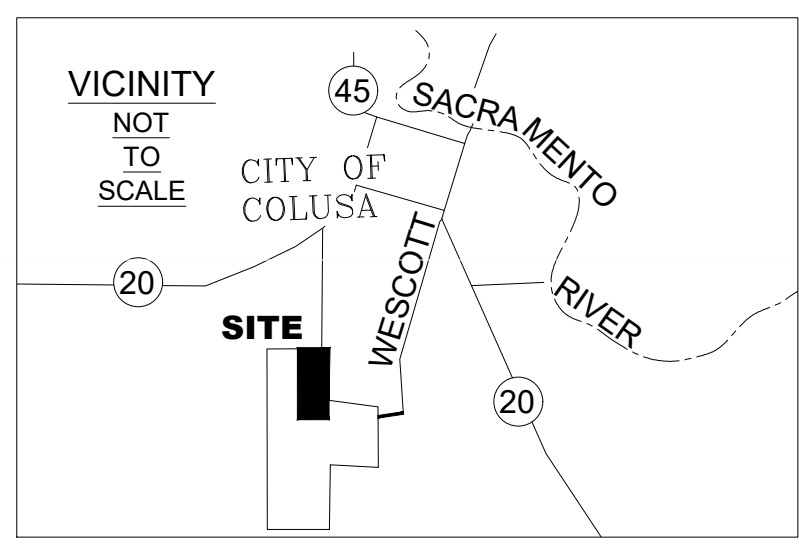 VICINITY
NOT
TO
SCALE
45
SACRAMENTO
CITY OF
COLUSA
20
WESCOTT
RIVER
SITE
20